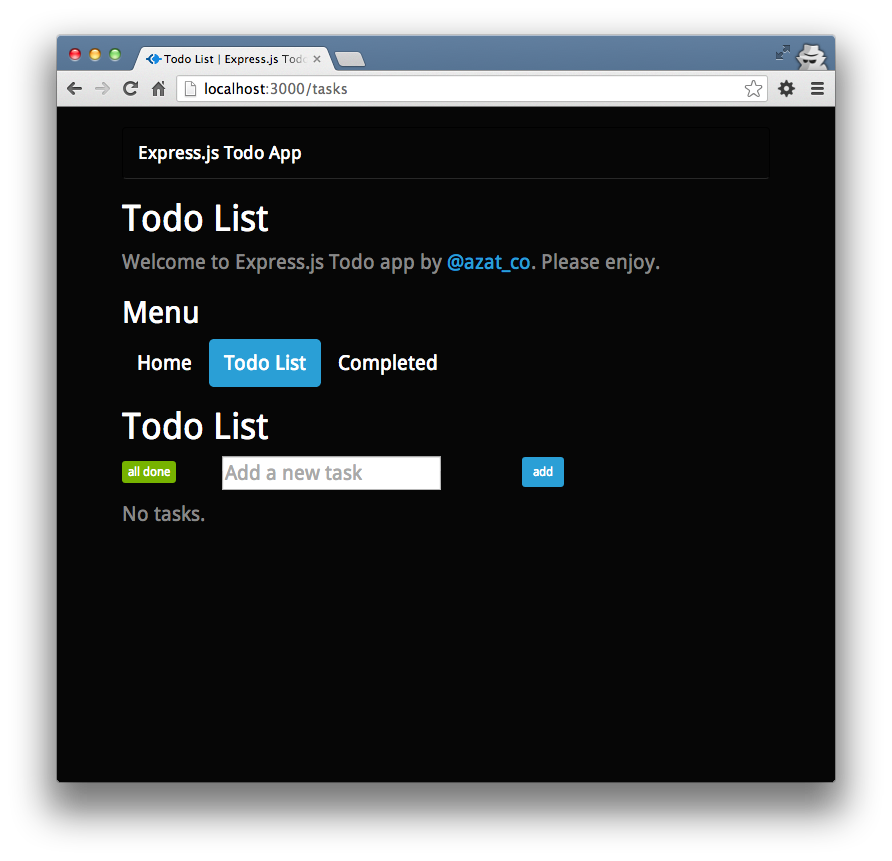 Todo List | Express.js Todo
localhost:3000/tasks
Express.js Todo App
Todo List
Welcome to Express.js Todo app by @azat_co. Please enjoy.
Menu
Home Todo List Completed
Todo List
all done Add a new task add
No tasks.